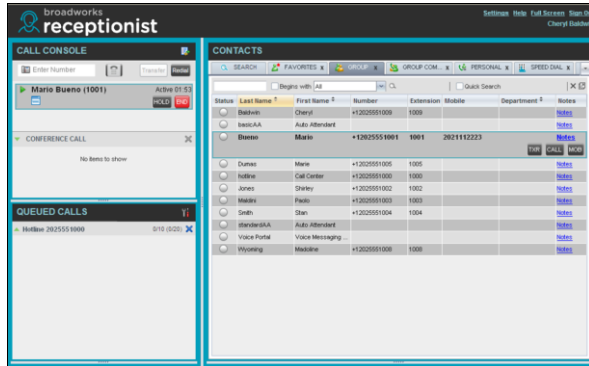 broadworks
receptionist
Settings Help Full Screen Sign O
Cheryl Baldw
CALL CONSOLE
Enter Number Transfer Redial
Mario Bueno (1001) Active 01:53
HOLD END
CONFERENCE CALL
No items to show
QUEUED CALLS
Hotline 2025551000 0/10 (0/20)
CONTACTS
SEARCH FAVORITES x GROUP x GROUP COM... x PERSONAL x SPEED DIAL x
Begins with All Quick Search
Status Last Name First Name Number Extension Mobile Department Notes
Baldwin Cheryl +12025551009 1009 Notes
basicAA Auto Attendant Notes
Bueno Mario +12025551001 1001 2021112223 Notes
TXR CALL MOB
Dumas Marie +12025551005 1005 Notes
hotline Call Center +12025551000 1000 Notes
Jones Shirley +12025551002 1002 Notes
Meldini Paolo +12025551003 1003 Notes
Smith Stan +12025551004 1004 Notes
standardAA Auto Attendant Notes
Voice Portal Voice Messaging ... Notes
Wyoming Madoline +12025551008 1008 Notes